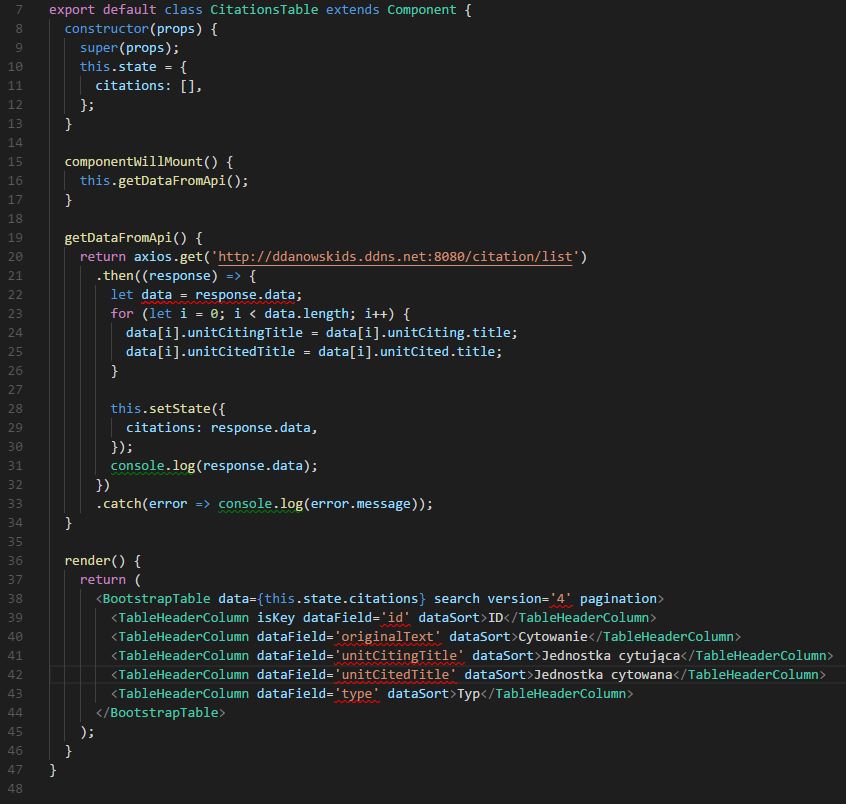 7 export default class CitationsTable extends Component {
8   constructor(props) {
9     super(props);
10     this.state = {
11       citations: [],
12     };
13   }
14
15   componentWillMount() {
16     this.getDataFromApi();
17   }
18
19   getDataFromApi() {
20     return axios.get('http://ddanowskids.ddns.net:8080/citation/list')
21       .then((response) => {
22         let data = response.data;
23         for (let i = 0; i < data.length; i++) {
24           data[i].unitCitingTitle = data[i].unitCiting.title;
25           data[i].unitCitedTitle = data[i].unitCited.title;
26         }
27
28         this.setState({
29           citations: response.data,
30         });
31         console.log(response.data);
32       })
33       .catch(error => console.log(error.message));
34   }
35
36   render() {
37     return (
38       <BootstrapTable data={this.state.citations} search version='4' pagination>
39         <TableHeaderColumn isKey dataField='id' dataSort>ID</TableHeaderColumn>
40         <TableHeaderColumn dataField='originalText' dataSort>Cytowanie</TableHeaderColumn>
41         <TableHeaderColumn dataField='unitCitingTitle' dataSort>Jednostka cytująca</TableHeaderColumn>
42         <TableHeaderColumn dataField='unitCitedTitle' dataSort>Jednostka cytowana</TableHeaderColumn>
43         <TableHeaderColumn dataField='type' dataSort>Typ</TableHeaderColumn>
44       </BootstrapTable>
45     );
46   }
47 }
48